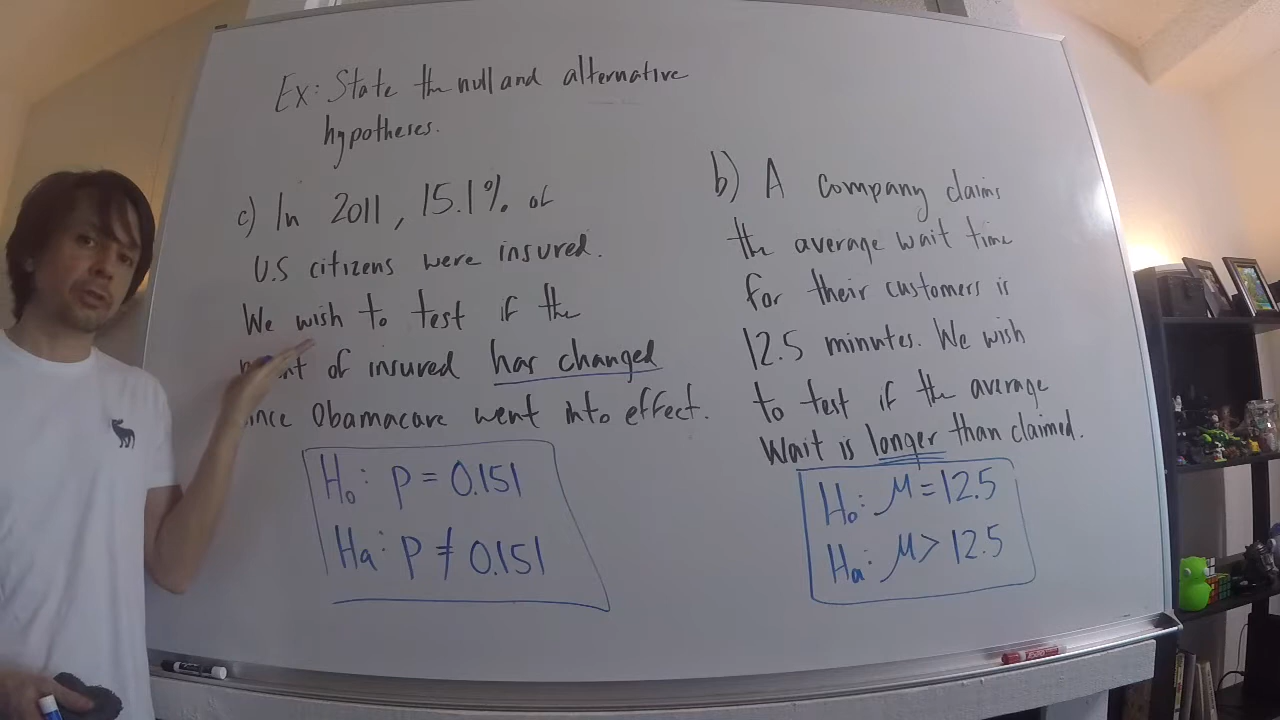 Ex: State the null and alternative
hypotheses.
c) In 2011, 15.1% of
U.S citizens were insured.
We wish to test if the
of insured has changed
Obamacare went into effect.
H₀: p = 0.151
Ha: p ≠ 0.151
b) A company claims
the average wait time
for their customers is
12.5 minutes. We wish
to test if the average
Wait is longer than claimed.
H₀: μ = 12.5
Ha: μ > 12.5